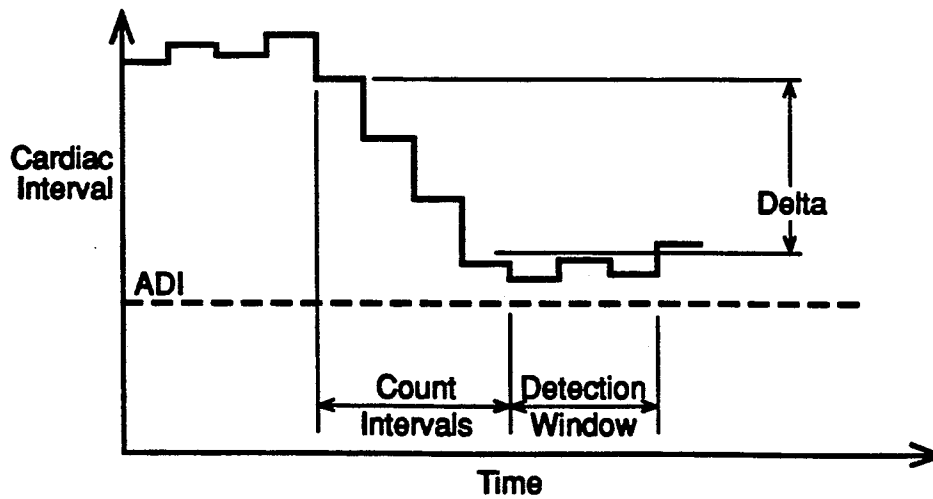 Cardiac
Interval
Delta
ADI
Count
Intervals
Detection
Window
Time